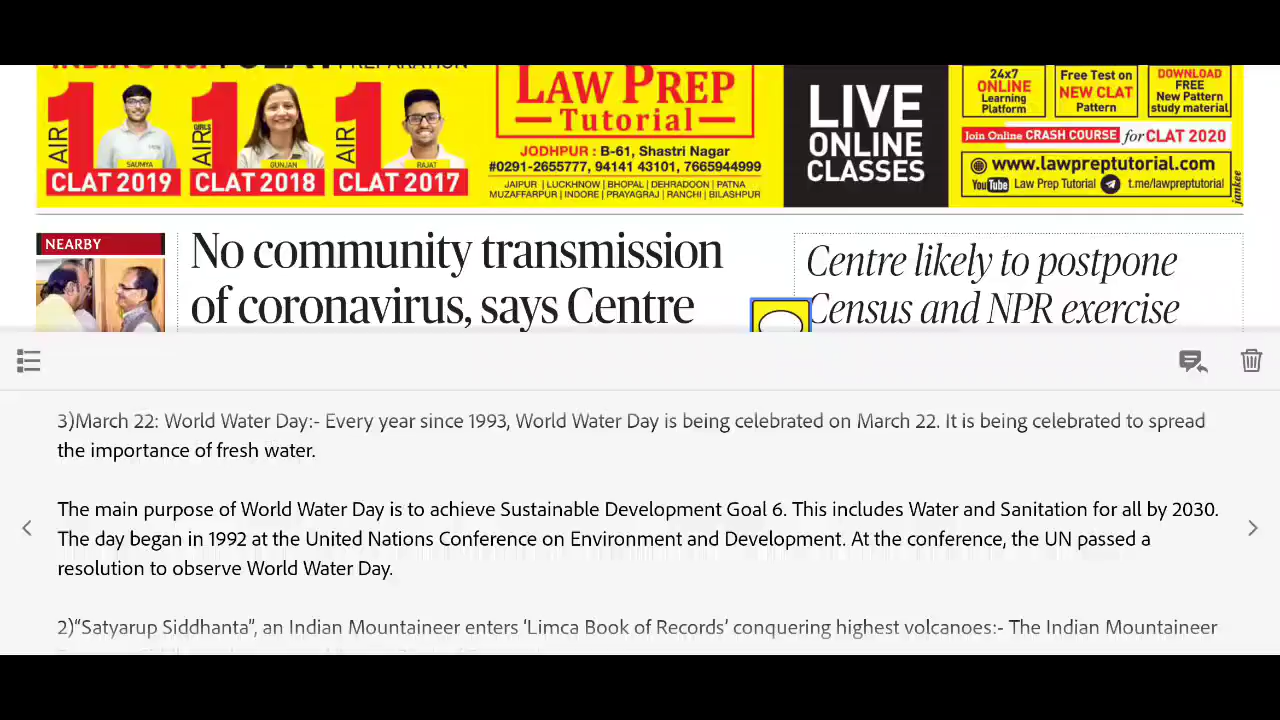 PREPARATION
AIR 1 SAUMYA CLAT 2019
AIR 1 GIRLS GUNJAN CLAT 2018
AIR 1 RAJAT CLAT 2017
LAW PREP
Tutorial
JODHPUR : B-61, Shastri Nagar
#0291-2655777, 94141 43101, 7665944999
JAIPUR | LUCKHNOW | BHOPAL | DEHRADOON | PATNA
MUZAFFARPUR | INDORE | PRAYAGRAJ | RANCHI | BILASHPUR
LIVE
ONLINE
CLASSES
24x7
ONLINE
Learning
Platform
Free Test on
NEW CLAT
Pattern
DOWNLOAD
FREE
New Pattern
study material
Join Online CRASH COURSE for CLAT 2020
www.lawpreptutorial.com
YouTube Law Prep Tutorial t.me/lawpreptutorial
jankee
NEARBY
No community transmission
of coronavirus, says Centre
Centre likely to postpone
Census and NPR exercise
3)March 22: World Water Day:- Every year since 1993, World Water Day is being celebrated on March 22. It is being celebrated to spread
the importance of fresh water.
The main purpose of World Water Day is to achieve Sustainable Development Goal 6. This includes Water and Sanitation for all by 2030.
The day began in 1992 at the United Nations Conference on Environment and Development. At the conference, the UN passed a
resolution to observe World Water Day.
2)“Satyarup Siddhanta”, an Indian Mountaineer enters ‘Limca Book of Records’ conquering highest volcanoes:- The Indian Mountaineer